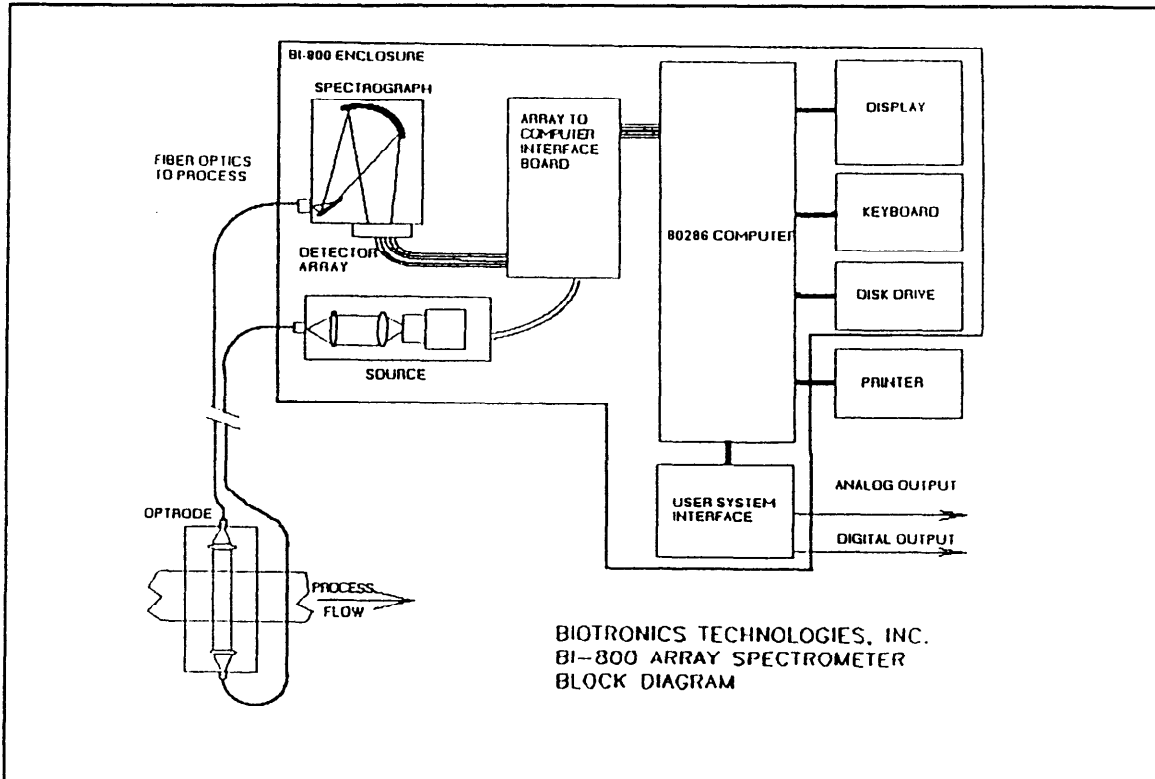 BI-800 ENCLOSURE
SPECTROGRAPH
FIBER OPTICS
TO PROCESS
DETECTOR
ARRAY
ARRAY TO
COMPUTER
INTERFACE
BOARD
80286 COMPUTER
DISPLAY
KEYBOARD
DISK DRIVE
PRINTER
SOURCE
USER SYSTEM
INTERFACE
ANALOG OUTPUT
DIGITAL OUTPUT
OPTRODE
PROCESS
FLOW
BIOTRONICS TECHNOLOGIES, INC.
BI-800 ARRAY SPECTROMETER
BLOCK DIAGRAM